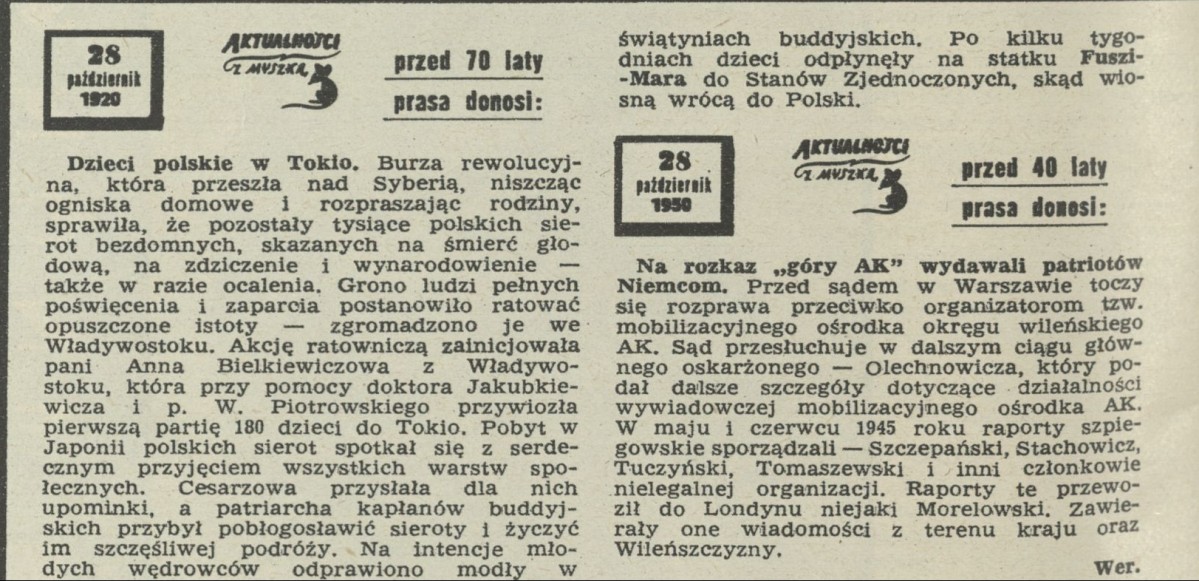 28
październik
1920
AKTUALNOŚCI
Z MYSZKĄ
przed 70 laty
prasa donosi:
Dzieci polskie w Tokio. Burza rewolucyj-
na, która przeszła nad Syberią, niszcząc
ogniska domowe i rozpraszając rodziny,
sprawiła, że pozostały tysiące polskich sie-
rot bezdomnych, skazanych na śmierć gło-
dową, na zdziczenie i wynarodowienie —
także w razie ocalenia. Grono ludzi pełnych
poświęcenia i zaparcia postanowiło ratować
opuszczone istoty — zgromadzono je we
Władywostoku. Akcję ratowniczą zainicjowała
pani Anna Bielkiewiczowa z Władywo-
stoku, która przy pomocy doktora Jakubkie-
wicza i p. W. Piotrowskiego przywiozła
pierwszą partię 180 dzieci do Tokio. Pobyt w
Japonii polskich sierot spotkał się z serde-
cznym przyjęciem wszystkich warstw spo-
łecznych. Cesarzowa przysłała dla nich
upominki, a patriarcha kapłanów buddyj-
skich przybył pobłogosławić sieroty i życzyć
im szczęśliwej podróży. Na intencje mło-
dych wędrowców odprawiono modły w
świątyniach buddyjskich. Po kilku tygo-
dniach dzieci odpłynęły na statku Fuszi-
-Mara do Stanów Zjednoczonych, skąd wio-
sną wrócą do Polski.
28
październik
1950
AKTUALNOŚCI
Z MYSZKĄ
przed 40 laty
prasa donosi:
Na rozkaz „góry AK” wydawali patriotów
Niemcom. Przed sądem w Warszawie toczy
się rozprawa przeciwko organizatorom tzw.
mobilizacyjnego ośrodka okręgu wileńskiego
AK. Sąd przesłuchuje w dalszym ciągu głów-
nego oskarżonego — Olechnowicza, który po-
dał dalsze szczegóły dotyczące działalności
wywiadowczej mobilizacyjnego ośrodka AK.
W maju i czerwcu 1945 roku raporty szpie-
gowskie sporządzali — Szczepański, Stachowicz,
Tuczyński, Tomaszewski i inni członkowie
nielegalnej organizacji. Raporty te przewo-
ził do Londynu niejaki Morelowski. Zawie-
rały one wiadomości z terenu kraju oraz
Wileńszczyzny.
Wer.